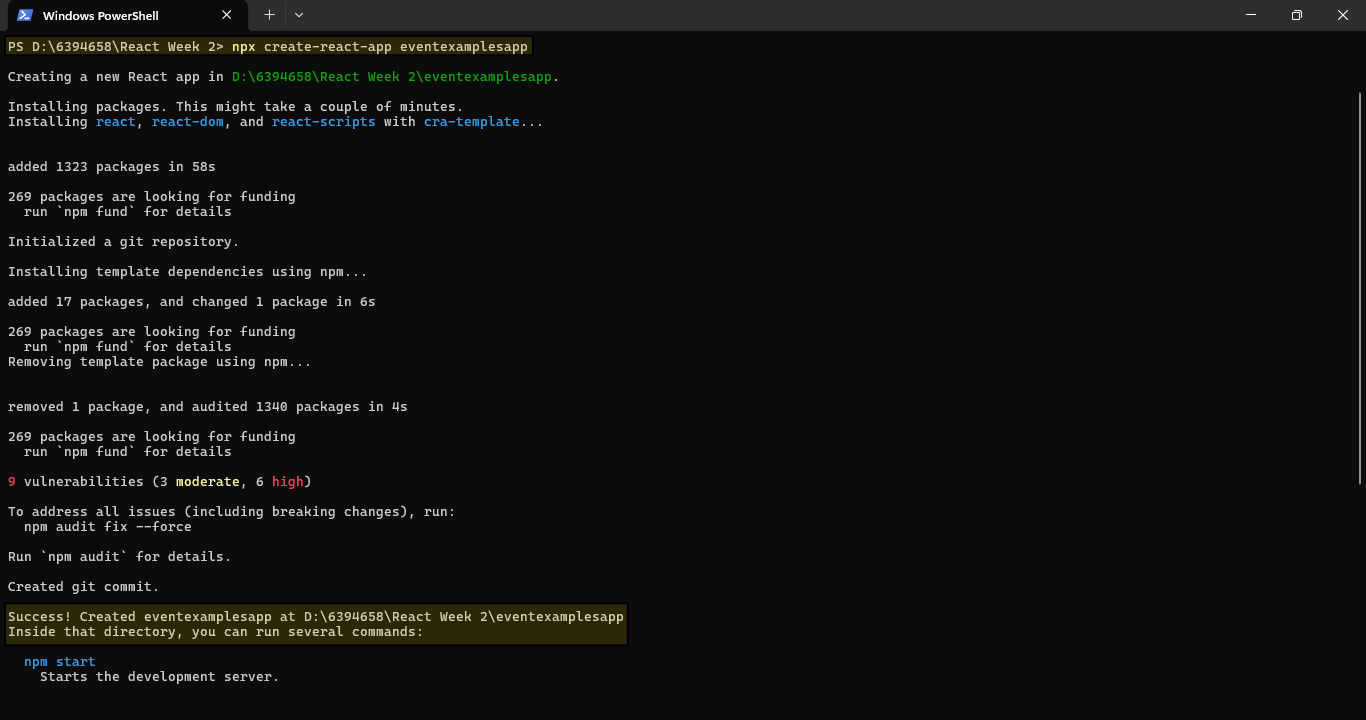 Windows PowerShell
PS D:\6394658\React Week 2> npx create-react-app eventexamplesapp
Creating a new React app in D:\6394658\React Week 2\eventexamplesapp.
Installing packages. This might take a couple of minutes.
Installing react, react-dom, and react-scripts with cra-template...
added 1323 packages in 58s
269 packages are looking for funding
  run `npm fund` for details
Initialized a git repository.
Installing template dependencies using npm...
added 17 packages, and changed 1 package in 6s
269 packages are looking for funding
  run `npm fund` for details
Removing template package using npm...
removed 1 package, and audited 1340 packages in 4s
269 packages are looking for funding
  run `npm fund` for details
9 vulnerabilities (3 moderate, 6 high)
To address all issues (including breaking changes), run:
  npm audit fix --force
Run `npm audit` for details.
Created git commit.
Success! Created eventexamplesapp at D:\6394658\React Week 2\eventexamplesapp
Inside that directory, you can run several commands:
  npm start
    Starts the development server.